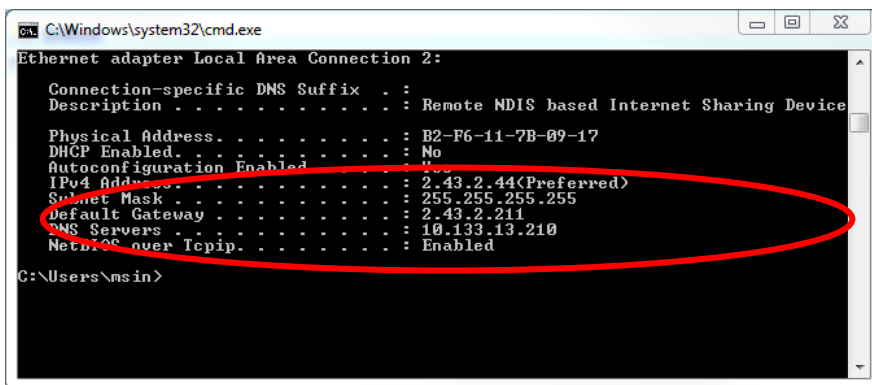 C:\Windows\system32\cmd.exe
Ethernet adapter Local Area Connection 2:
Connection-specific DNS Suffix . :
Description . . . . . . . . . . . : Remote NDIS based Internet Sharing Device
Physical Address. . . . . . . . . : B2-F6-11-7B-09-17
DHCP Enabled. . . . . . . . . . . : No
Autoconfiguration Enabled . . . . : Yes
IPv4 Address. . . . . . . . . . . : 2.43.2.44(Preferred)
Subnet Mask . . . . . . . . . . . : 255.255.255.255
Default Gateway . . . . . . . . . : 2.43.2.211
DNS Servers . . . . . . . . . . . : 10.133.13.210
NetBIOS over Tcpip. . . . . . . . : Enabled
C:\Users\msin>